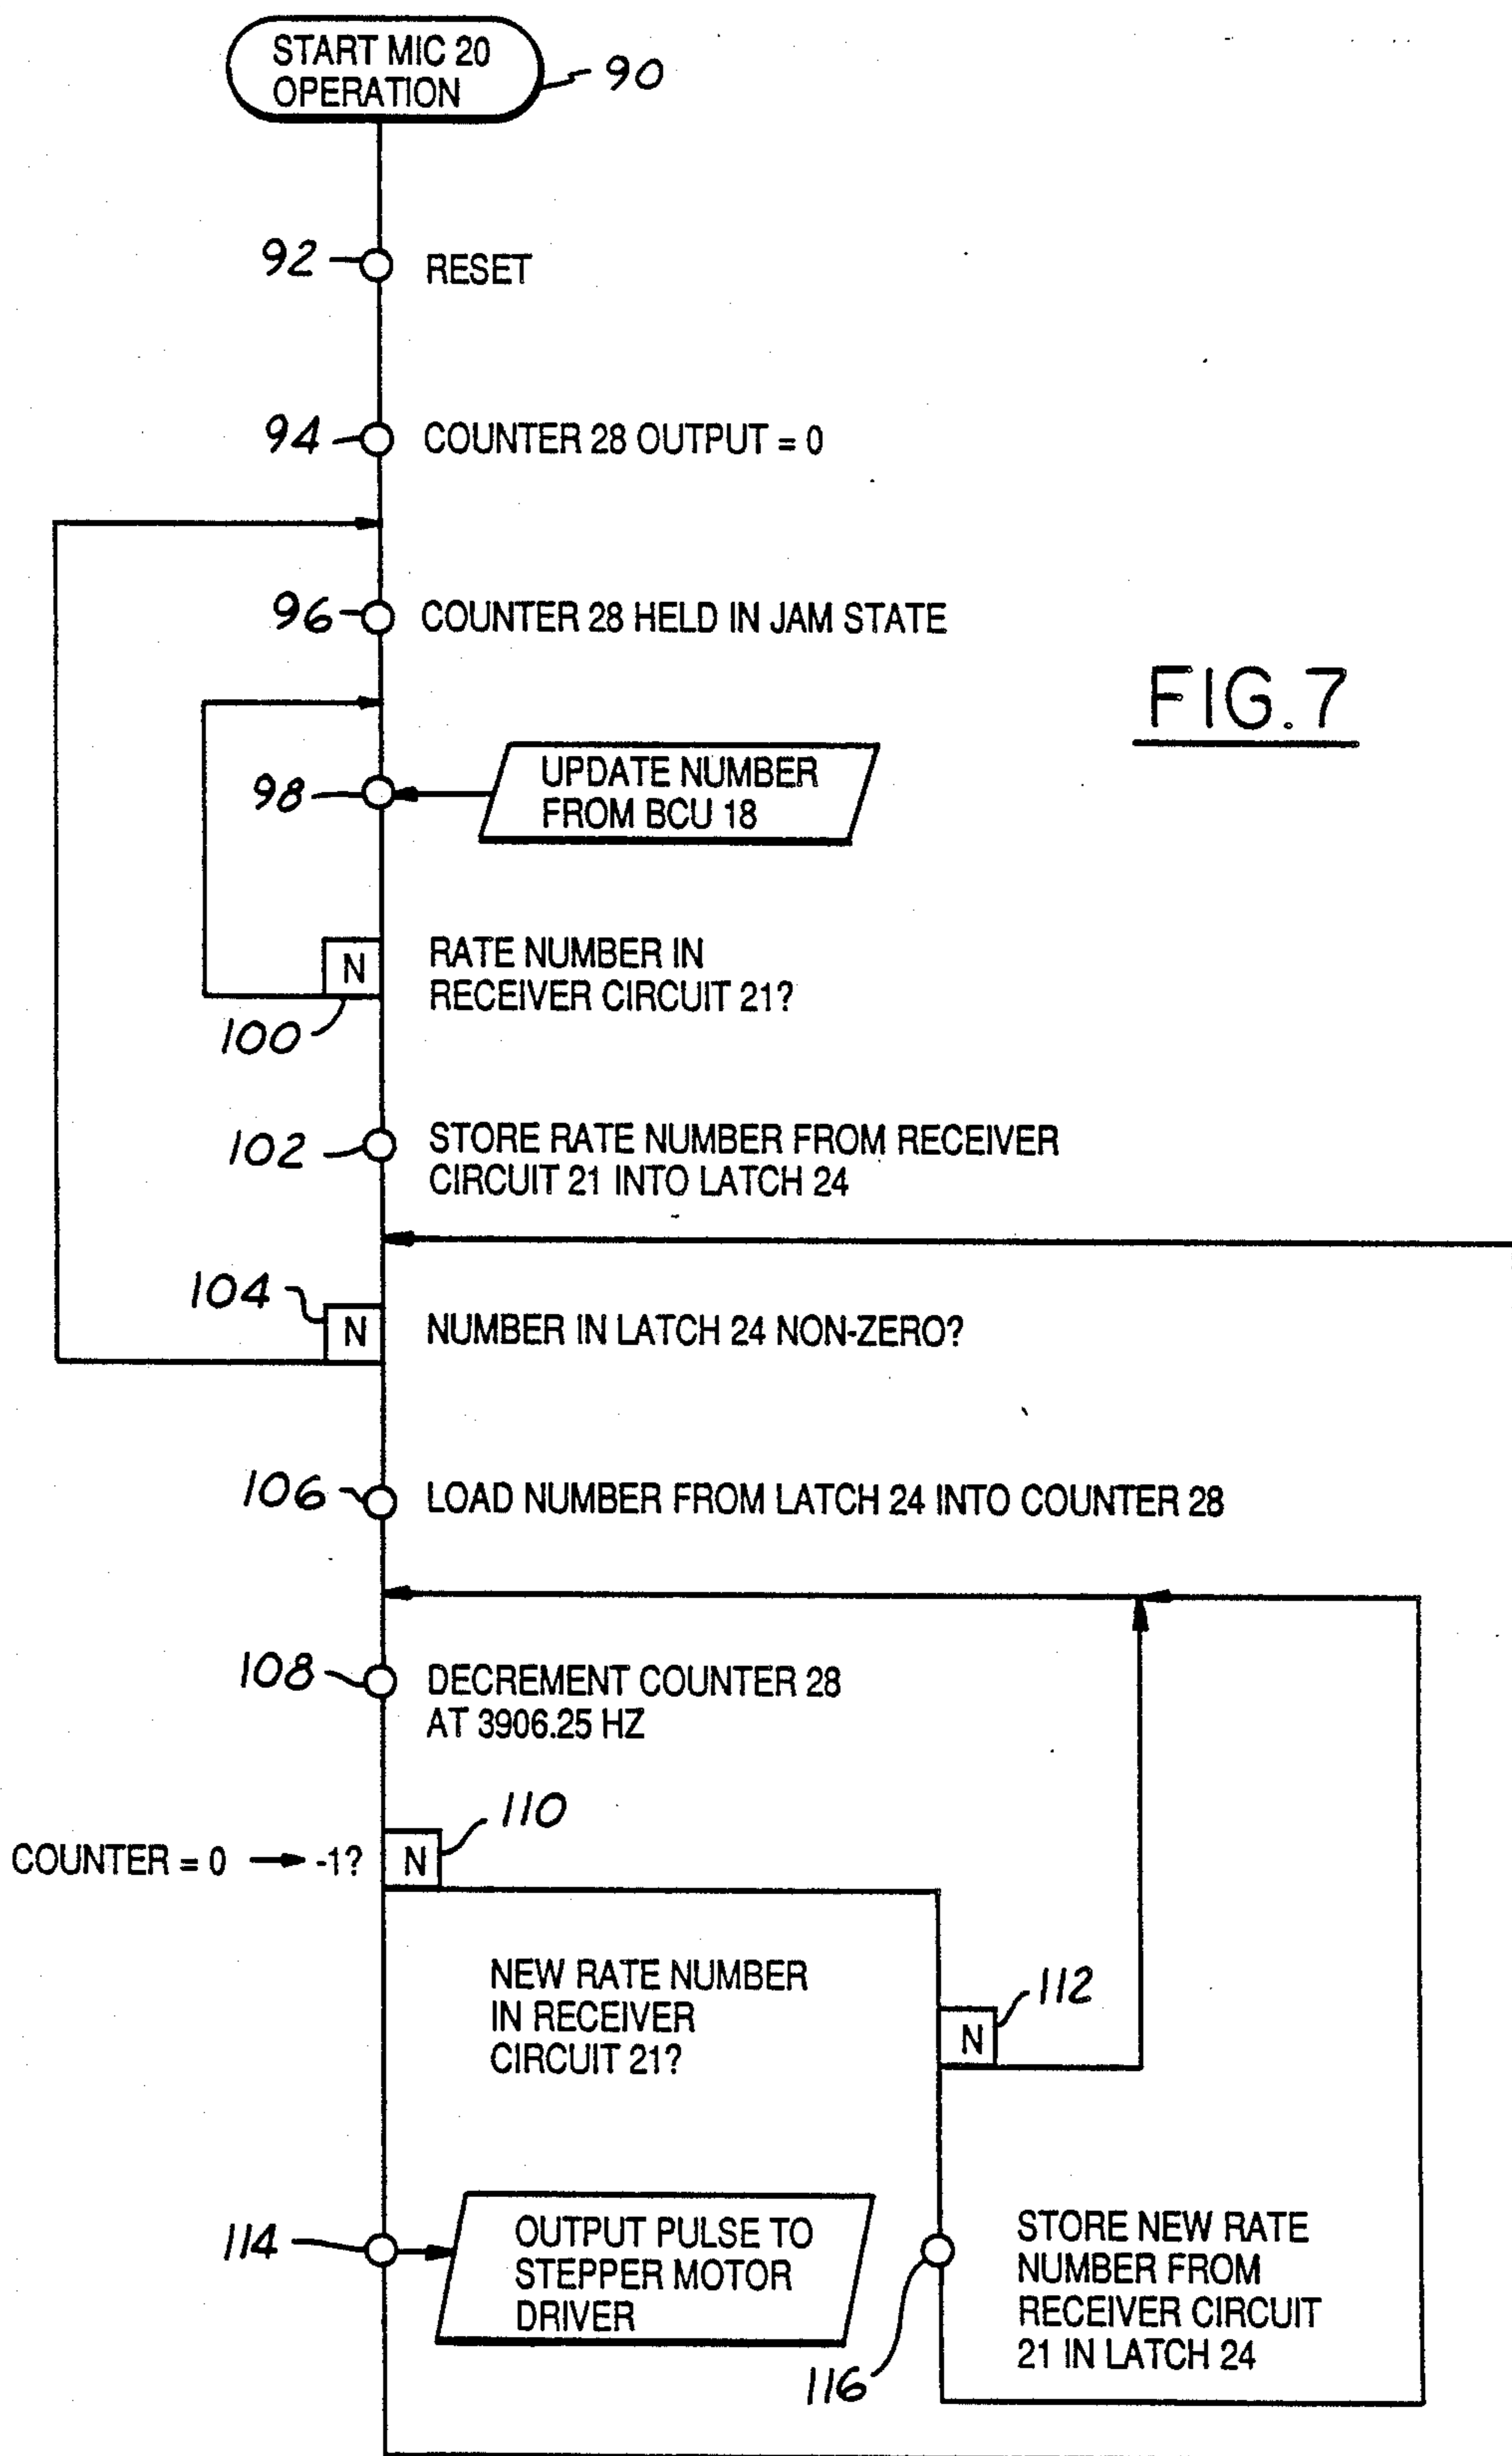 START MIC 20
OPERATION
90
92
RESET
94
COUNTER 28 OUTPUT = 0
96
COUNTER 28 HELD IN JAM STATE
FIG. 7
98
UPDATE NUMBER
FROM BCU 18
N
100
RATE NUMBER IN
RECEIVER CIRCUIT 21?
102
STORE RATE NUMBER FROM RECEIVER
CIRCUIT 21 INTO LATCH 24
104
N
NUMBER IN LATCH 24 NON-ZERO?
106
LOAD NUMBER FROM LATCH 24 INTO COUNTER 28
108
DECREMENT COUNTER 28
AT 3906.25 HZ
110
COUNTER = 0 → -1?
N
NEW RATE NUMBER
IN RECEIVER
CIRCUIT 21?
112
N
114
OUTPUT PULSE TO
STEPPER MOTOR
DRIVER
116
STORE NEW RATE
NUMBER FROM
RECEIVER CIRCUIT
21 IN LATCH 24